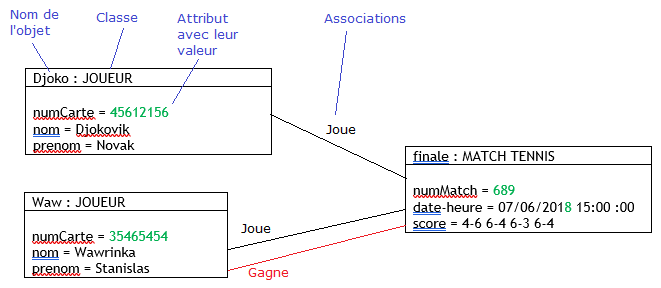 Nom de
l'objet
Classe
Attribut
avec leur
valeur
Associations
Djoko : JOUEUR
numCarte = 45612156
nom = Djokovik
prenom = Novak
Joue
finale : MATCH TENNIS
numMatch = 689
date-heure = 07/06/2018 15:00 :00
score = 4-6 6-4 6-3 6-4
Waw : JOUEUR
numCarte = 35465454
nom = Wawrinka
prenom = Stanislas
Joue
Gagne